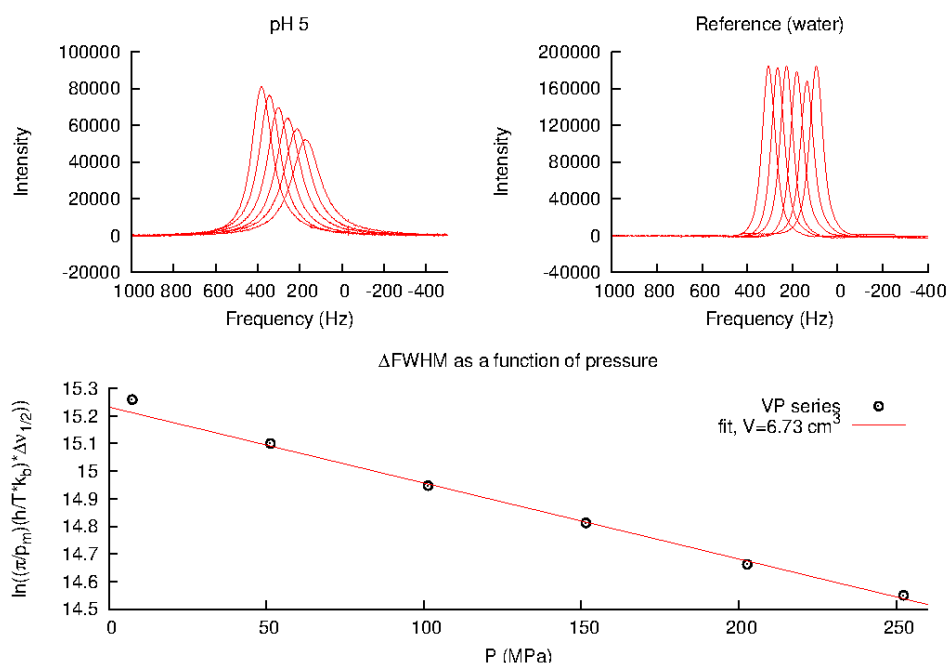 pH 5
100000
80000
60000
40000
20000
0
-20000
Intensity
1000 800 600 400 200 0 -200 -400
Frequency (Hz)
Reference (water)
200000
160000
120000
80000
40000
0
-40000
Intensity
1000 800 600 400 200 0 -200 -400
Frequency (Hz)
ΔFWHM as a function of pressure
15.3
15.2
15.1
15
14.9
14.8
14.7
14.6
14.5
ln((π/p_m)(h/T*k_b)*Δν_{1/2}))
VP series
fit, V=6.73 cm³
0 50 100 150 200 250
P (MPa)